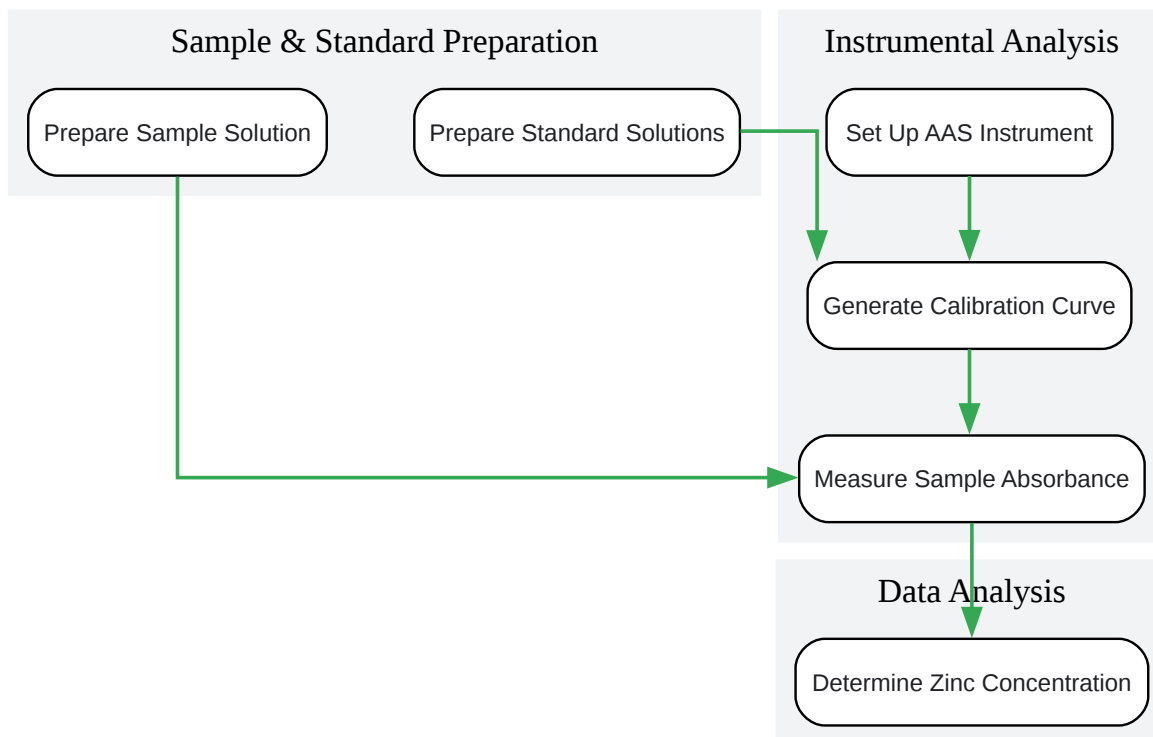 Sample & Standard Preparation
Prepare Sample Solution
Prepare Standard Solutions
Instrumental Analysis
Set Up AAS Instrument
Generate Calibration Curve
Measure Sample Absorbance
Data Analysis
Determine Zinc Concentration